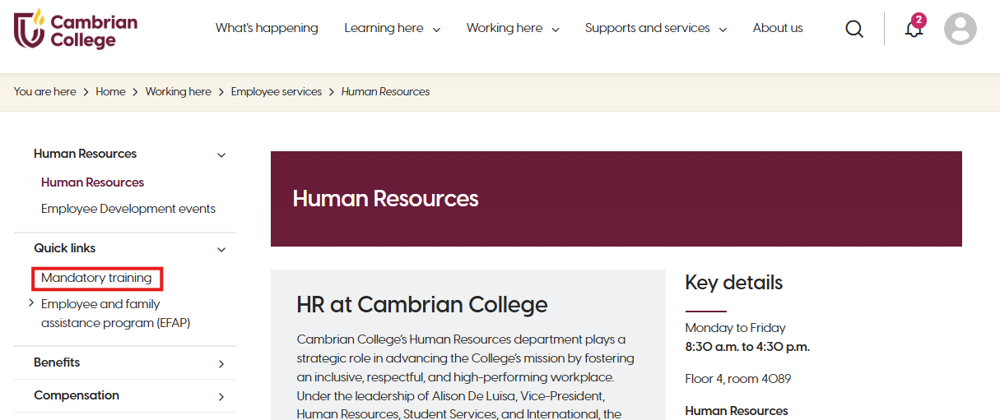 Cambrian
College
What's happening
Learning here
Working here
Supports and services
About us
2
You are here > Home > Working here > Employee services > Human Resources
Human Resources
Human Resources
Employee Development events
Quick links
Mandatory training
Employee and family
assistance program (EFAP)
Benefits
Compensation
Human Resources
HR at Cambrian College
Cambrian College's Human Resources department plays a
strategic role in advancing the College's mission by fostering
an inclusive, respectful, and high-performing workplace.
Under the leadership of Alison De Luisa, Vice-President,
Human Resources, Student Services, and International, the
Key details
Monday to Friday
8:30 a.m. to 4:30 p.m.
Floor 4, room 4089
Human Resources